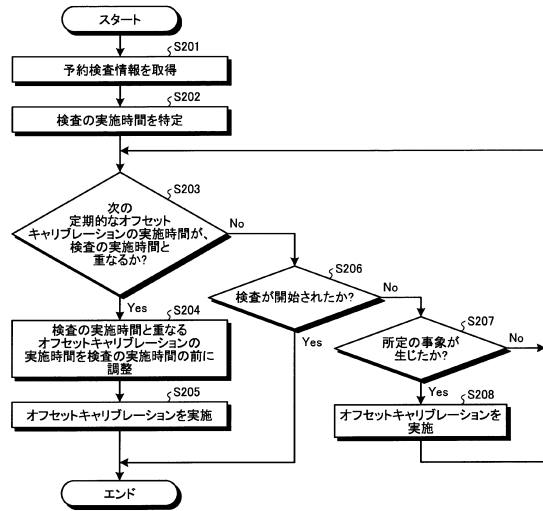 スタート
S201
予約検査情報を取得
S202
検査の実施時間を特定
S203
次の
定期的なオフセット
キャリブレーションの実施時間が、
検査の実施時間と
重なるか?
No
Yes
S206
検査が開始されたか?
No
Yes
S204
検査の実施時間と重なる
オフセットキャリブレーションの
実施時間を検査の実施時間の前に
調整
S207
所定の事象が
生じたか?
No
Yes
S205
オフセットキャリブレーションを実施
S208
オフセットキャリブレーションを
実施
エンド